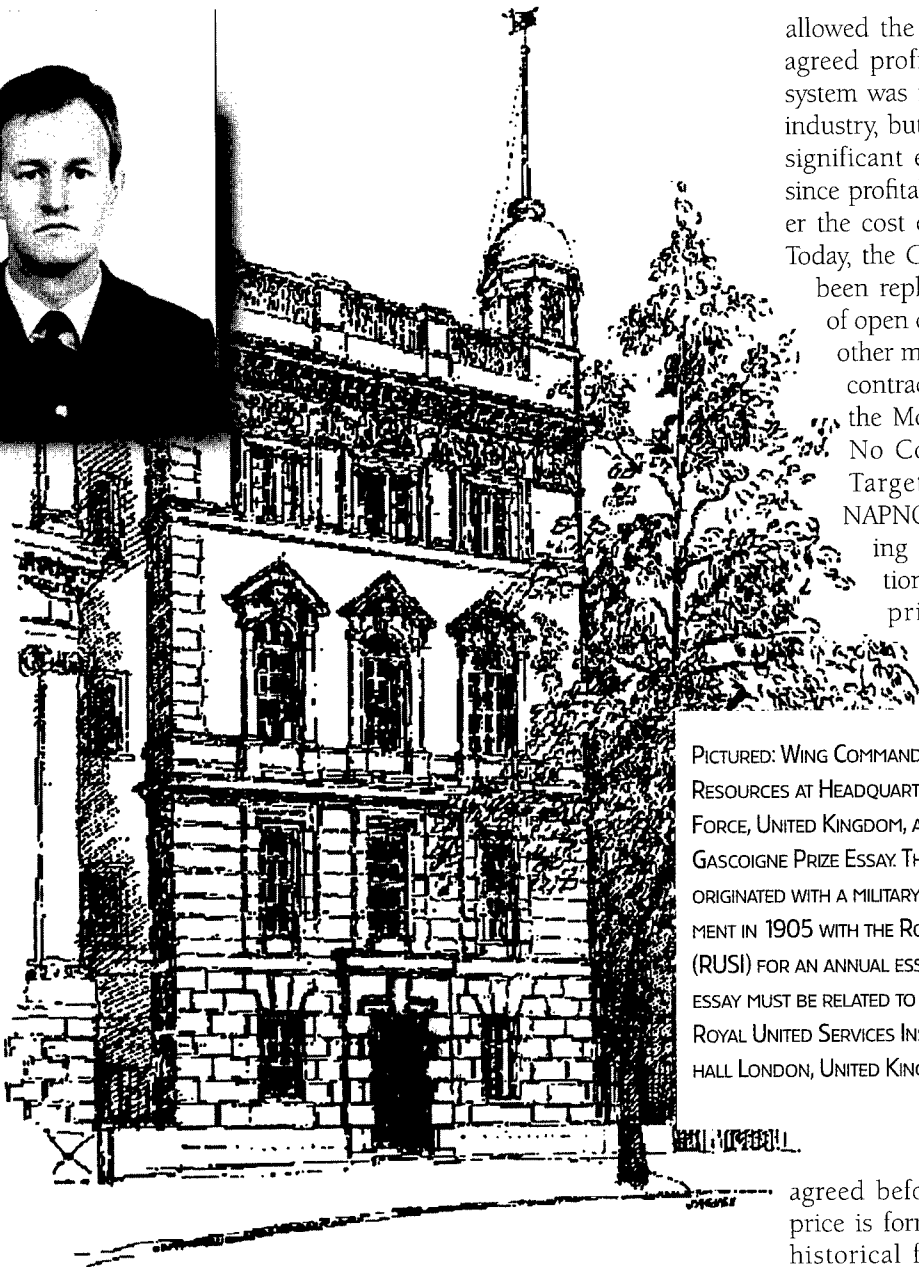 allowed the
agreed profi
system was
industry, but
significant e
since profita
er the cost
Today, the C
been repl
of open
other m
contrac
the Mo
No Co
Target
NAPNO
ing
tion
pri
PICTURED: WING COMMAND
RESOURCES AT HEADQUART
FORCE, UNITED KINGDOM, A
GASCOIGNE PRIZE ESSAY. TH
ORIGINATED WITH A MILITARY
MENT IN 1905 WITH THE RO
(RUSI) FOR AN ANNUAL ESS
ESSAY MUST BE RELATED TO
ROYAL UNITED SERVICES INS
HALL LONDON, UNITED KING
agreed befo
price is for
historical f